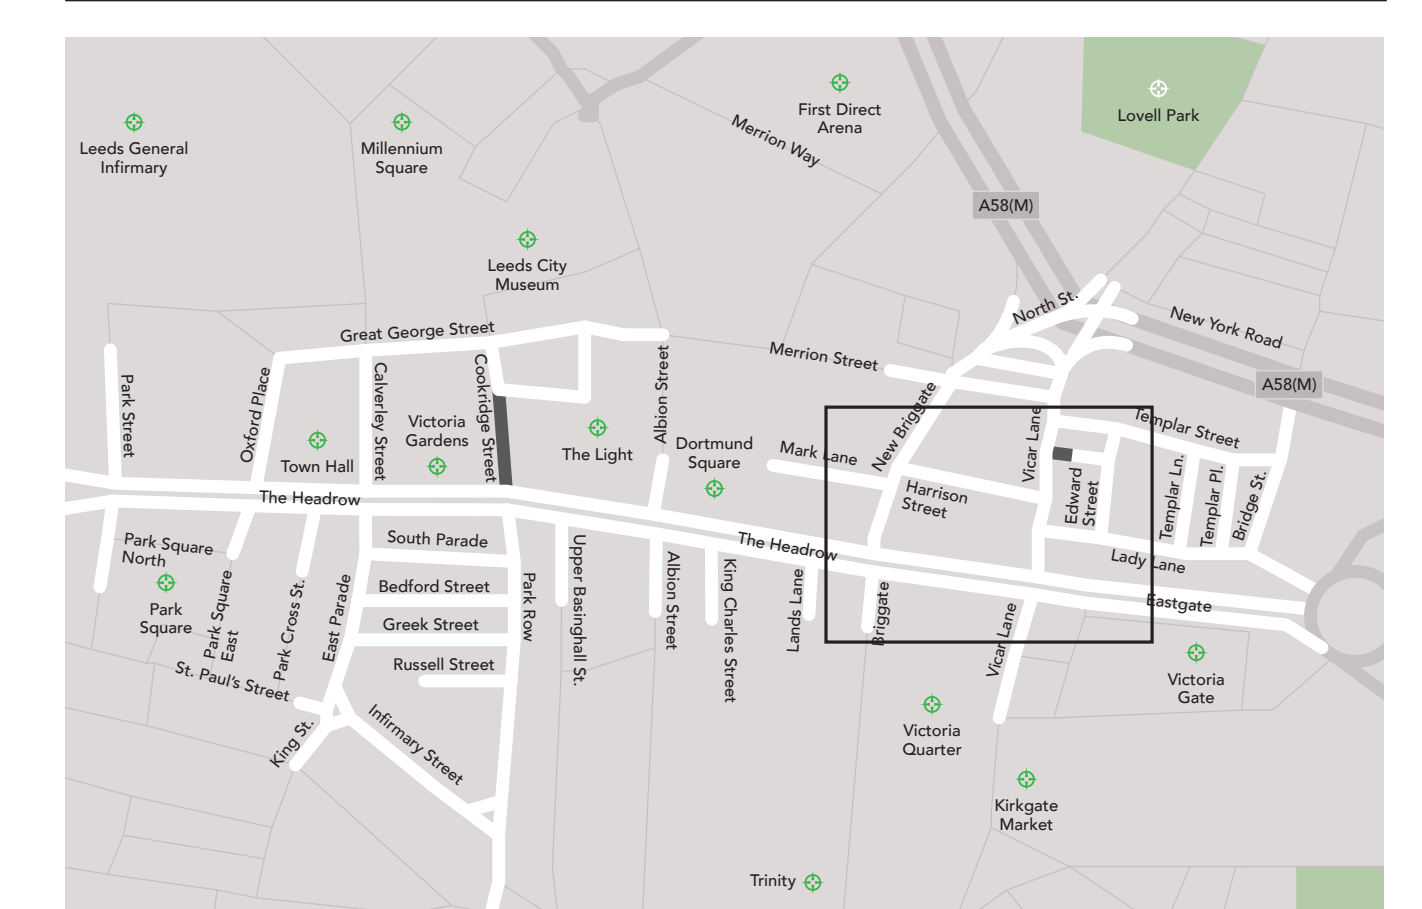 First Direct
Arena
Lovell Park
Merrion Way
Leeds General
Infirmary
Millennium
Square
A58(M)
Leeds City
Museum
North St.
New York Road
Great George Street
Merrion Street
A58(M)
Park Street
Oxford Place
Calverley Street
Cookridge Street
Albion Street
Victoria
Gardens
Town Hall
The Light
Dortmund
Square
Mark Lane
New Briggate
Vicar Lane
Templar Street
Harrison
Street
Edward
Street
Templar Ln.
Templar Pl.
Bridge St.
The Headrow
The Headrow
Lady Lane
Eastgate
Park Square
North
South Parade
Bedford Street
Greek Street
Russell Street
Park
Square
Park Square
East
Park Cross St.
East Parade
Park Row
Upper Basinghall St.
Albion Street
King Charles Street
Lands Lane
Briggate
Vicar Lane
St. Paul's Street
King St.
Infirmary Street
Victoria
Gate
Victoria
Quarter
Kirkgate
Market
Trinity